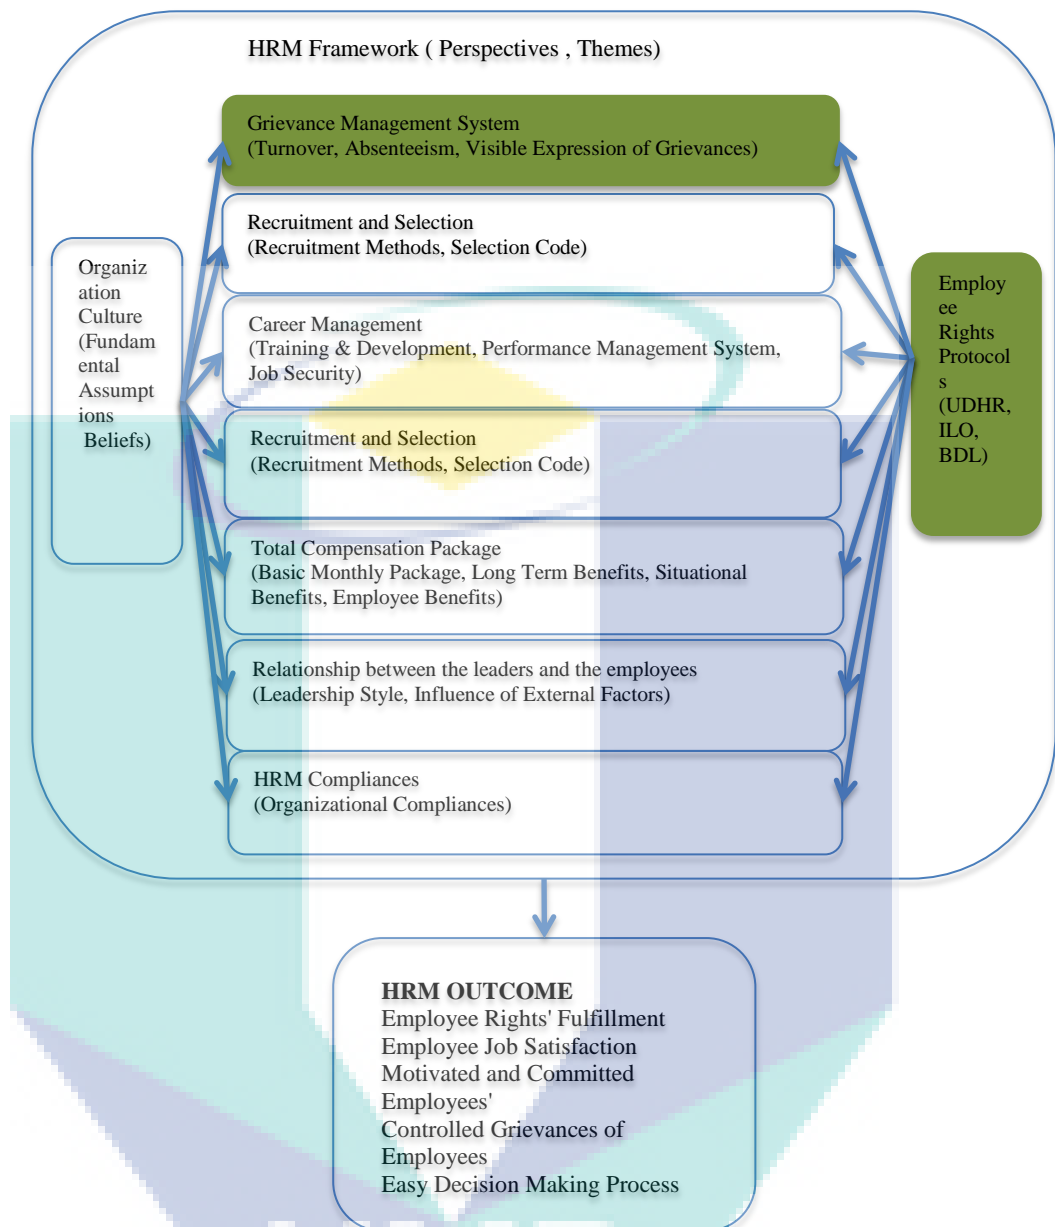 HRM Framework ( Perspectives , Themes)
Grievance Management System
(Turnover, Absenteeism, Visible Expression of Grievances)
Recruitment and Selection
(Recruitment Methods, Selection Code)
Organiz
ation
Culture
(Fundam
ental
Assumpt
ions
Beliefs)
Employ
ee
Rights
Protocol
s
(UDHR,
ILO,
BDL)
Career Management
(Training & Development, Performance Management System,
Job Security)
Recruitment and Selection
(Recruitment Methods, Selection Code)
Total Compensation Package
(Basic Monthly Package, Long Term Benefits, Situational
Benefits, Employee Benefits)
Relationship between the leaders and the employees
(Leadership Style, Influence of External Factors)
HRM Compliances
(Organizational Compliances)
HRM OUTCOME
Employee Rights' Fulfillment
Employee Job Satisfaction
Motivated and Committed
Employees'
Controlled Grievances of
Employees
Easy Decision Making Process